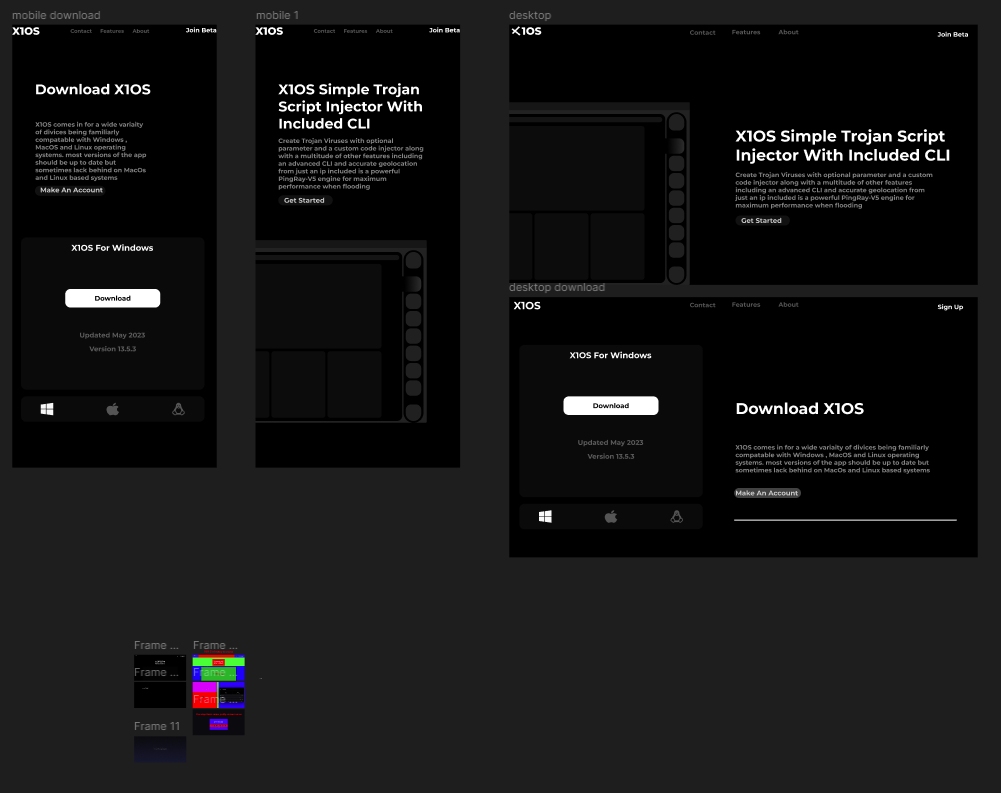 mobile download
X1OS
Contact Features About
Join Beta
Download X1OS
X1OS comes in for a wide variaity
of divices being familiarly
compatable with Windows ,
MacOS and Linux operating
systems. most versions of the app
should be up to date but
sometimes lack behind on MacOs
and Linux based systems
Make An Account
X1OS For Windows
Download
Updated May 2023
Version 13.5.3
mobile 1
X1OS
Contact Features About
Join Beta
X1OS Simple Trojan
Script Injector With
Included CLI
Create Trojan Viruses with optional
parameter and a custom code injector along
with a multitude of other features including
an advanced CLI and accurate geolocation
from just an ip included is a powerful
PingRay-V5 engine for maximum
performance when flooding
Get Started
desktop
X1OS
Contact Features About
Join Beta
X1OS Simple Trojan Script
Injector With Included CLI
Create Trojan Viruses with optional parameter and a custom
code injector along with a multitude of other features
including an advanced CLI and accurate geolocation from
just an ip included is a powerful PingRay-V5 engine for
maximum performance when flooding
Get Started
desktop download
X1OS
Contact Features About
Sign Up
X1OS For Windows
Download
Updated May 2023
Version 13.5.3
Download X1OS
X1OS comes in for a wide variaity of divices being familiarly
compatable with Windows , MacOS and Linux operating
systems. most versions of the app should be up to date but
sometimes lack behind on MacOs and Linux based systems
Make An Account
Frame ...
Frame ...
Frame ...
Frame ...
Frame ...
Frame 11